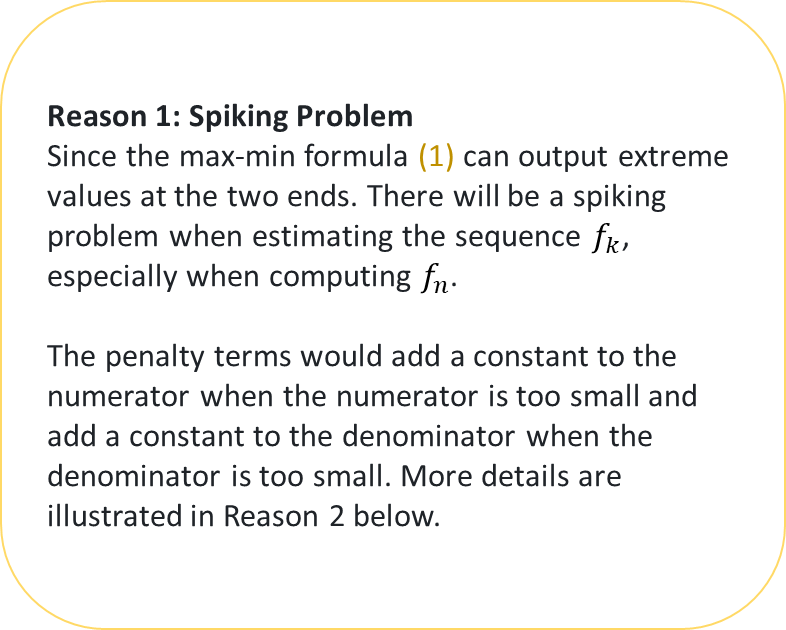 Reason 1: Spiking Problem
Since the max-min formula (1) can output extreme
values at the two ends. There will be a spiking
problem when estimating the sequence fₖ,
especially when computing fₙ.
The penalty terms would add a constant to the
numerator when the numerator is too small and
add a constant to the denominator when the
denominator is too small. More details are
illustrated in Reason 2 below.